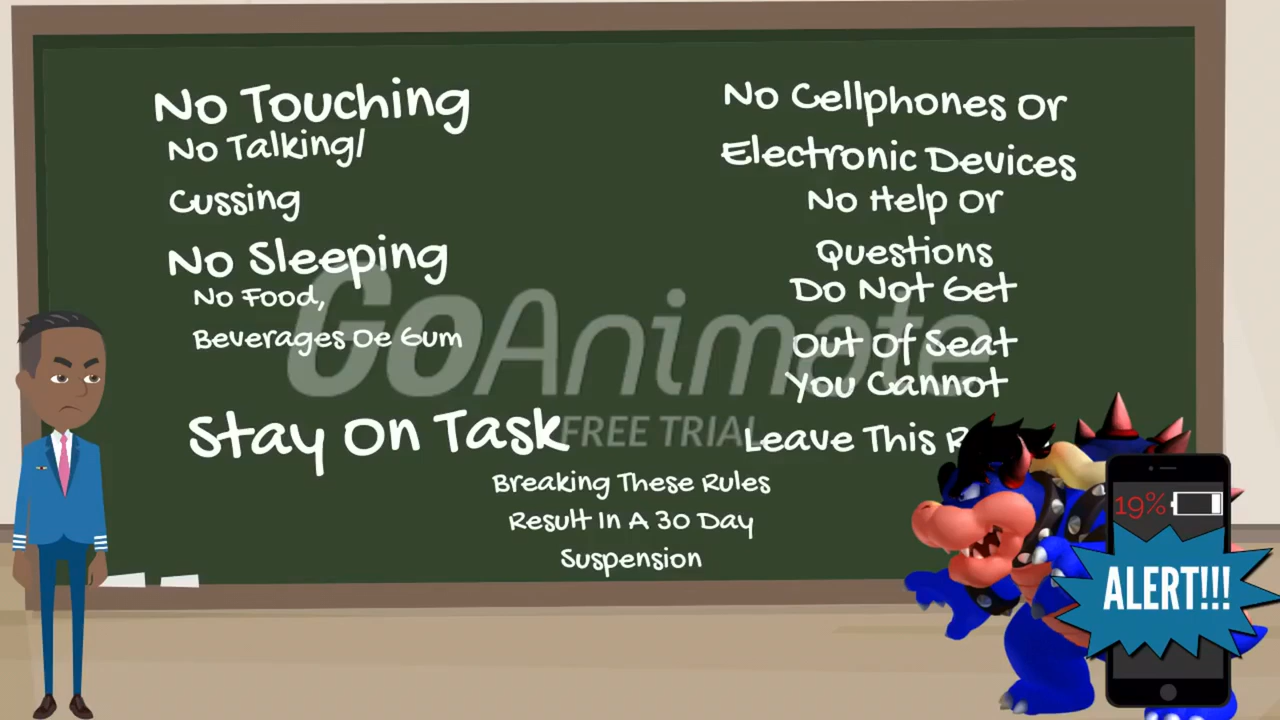 No Touching
No Talking/
Cussing
No Sleeping
No Food,
Beverages Oe Gum
Stay On Task
No Cellphones Or
Electronic Devices
No Help Or
Questions
Do Not Get
Out Of Seat
You Cannot
Leave This R
Breaking These Rules
Result In A 30 Day
Suspension
GoAnimate
FREE TRIAL
19%
ALERT!!!